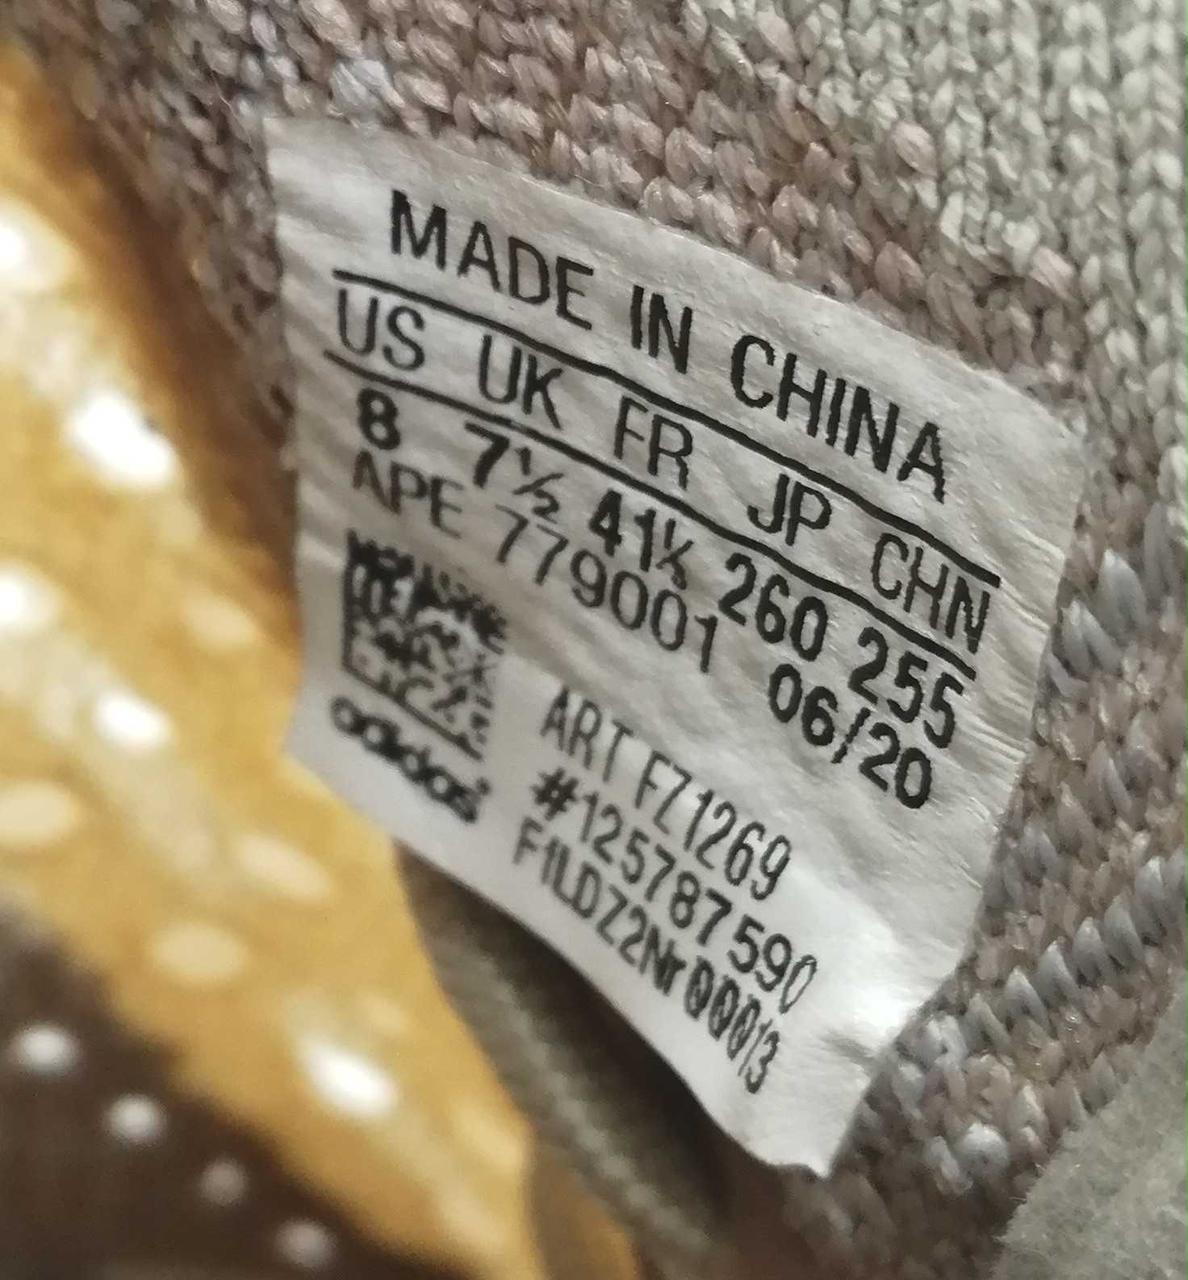 MADE IN CHINA
US UK FR JP CHN
8 7½ 41⅓ 260 255
APE 779001 06/20
ART FZ1269
#125787590
F1LDZ2Nr00013
adidas